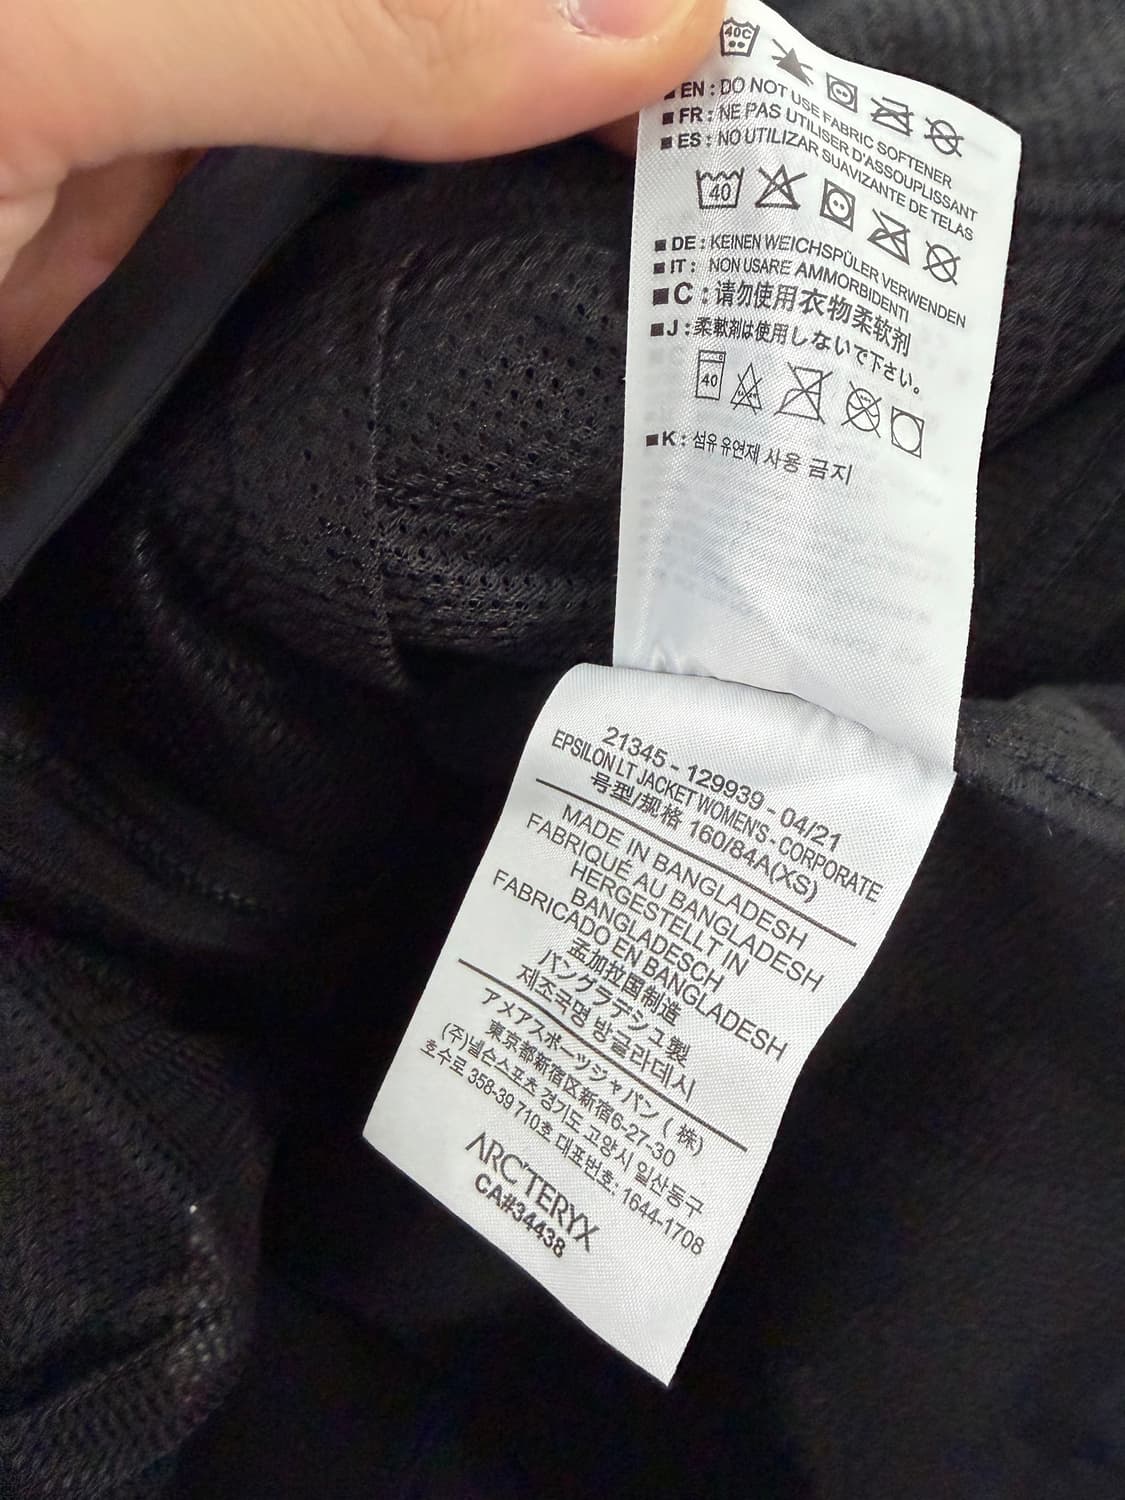 40C
EN : DO NOT USE FABRIC SOFTENER
FR : NE PAS UTILISER D'ASSOUPLISSANT
ES : NO UTILIZAR SUAVIZANTE DE TELAS
40
DE : KEINEN WEICHSPÜLER VERWENDEN
IT : NON USARE AMMORBIDENTI
C : 请勿使用衣物柔软剂
J : 柔軟剤は使用しないで下さい。
40
K : 섬유 유연제 사용 금지
21345 - 129939 - 04/21
EPSILON LT JACKET WOMEN'S - CORPORATE
号型/规格 160/84A(XS)
MADE IN BANGLADESH
FABRIQUÉ AU BANGLADESH
HERGESTELLT IN
BANGLADESCH
FABRICADO EN BANGLADESH
孟加拉国制造
バングラデシュ製
제조국명 방글라데시
アメアスポーツジャパン ( 株)
東京都新宿区新宿6-27-30
(주)넬슨스포츠 경기도 고양시 일산동구
호수로 358-39 710호 대표번호: 1644-1708
ARC'TERYX
CA#34438